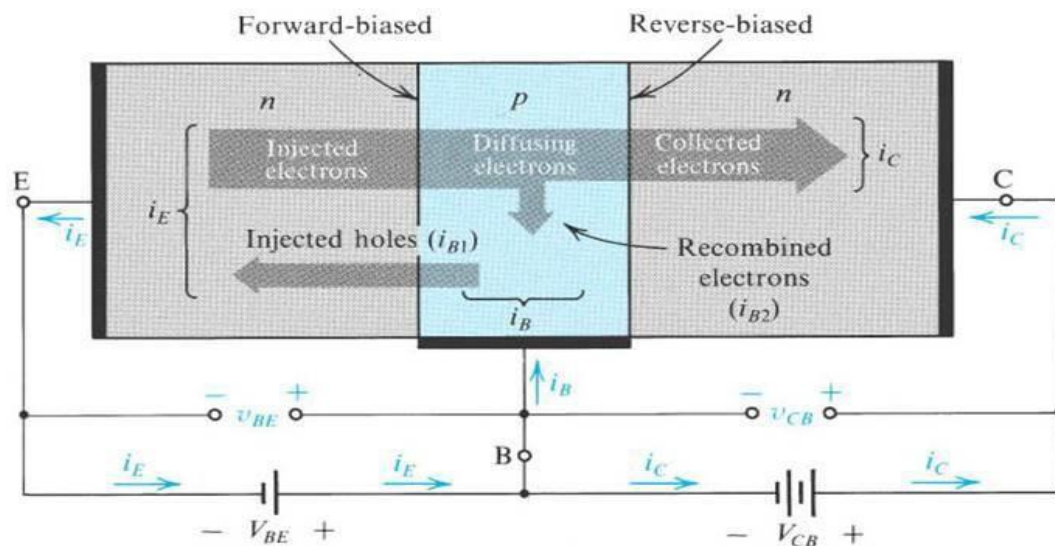 Forward-biased
Reverse-biased
n
p
n
Injected
electrons
Diffusing
electrons
Collected
electrons
i_C
E
C
i_E
i_E
i_C
Injected holes (i_B1)
Recombined
electrons
(i_B2)
i_B
i_B
− v_BE +
− v_CB +
B
i_E
i_E
i_C
i_C
− V_BE +
− V_CB +